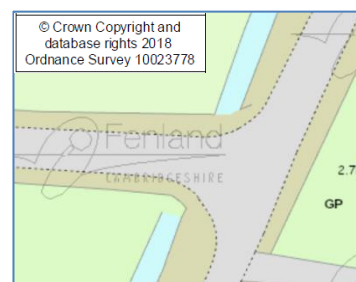 © Crown Copyright and
database rights 2018
Ordnance Survey 10023778
Fenland
CAMBRIDGESHIRE
2.7
GP